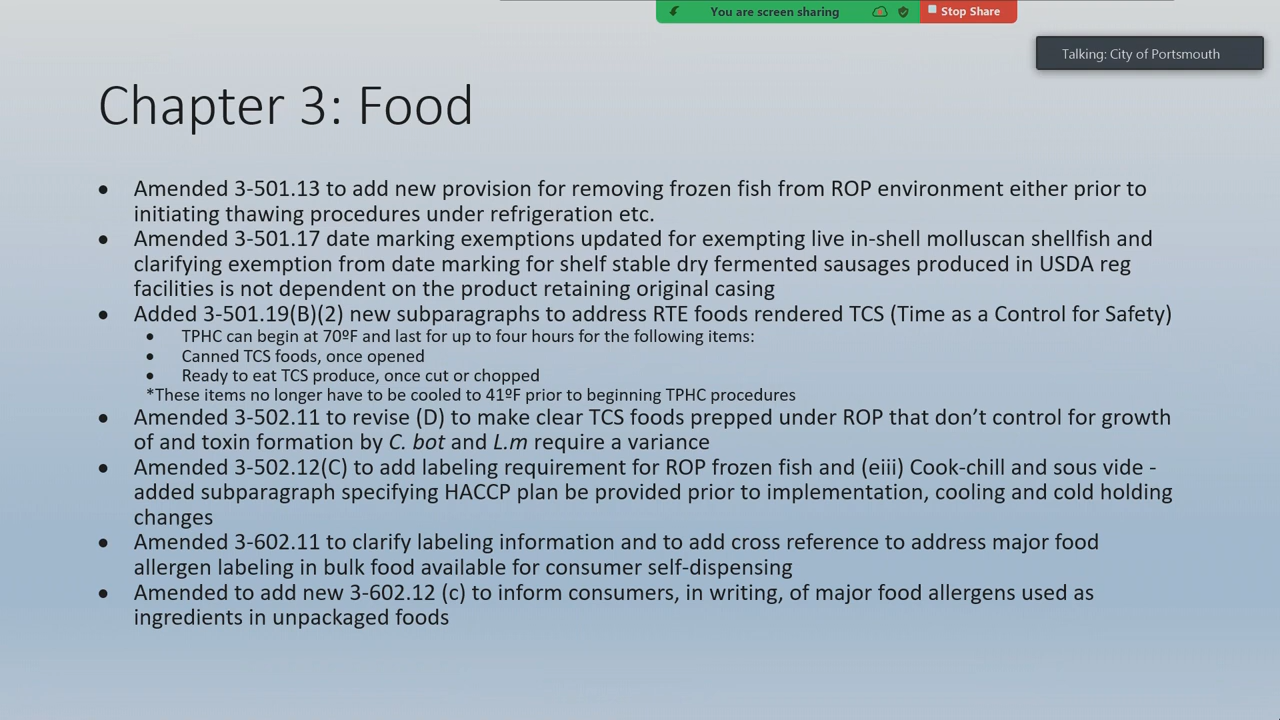 You are screen sharing
Stop Share
Talking: City of Portsmouth
Chapter 3: Food
• Amended 3-501.13 to add new provision for removing frozen fish from ROP environment either prior to
initiating thawing procedures under refrigeration etc.
• Amended 3-501.17 date marking exemptions updated for exempting live in-shell molluscan shellfish and
clarifying exemption from date marking for shelf stable dry fermented sausages produced in USDA reg
facilities is not dependent on the product retaining original casing
• Added 3-501.19(B)(2) new subparagraphs to address RTE foods rendered TCS (Time as a Control for Safety)
• TPHC can begin at 70ºF and last for up to four hours for the following items:
• Canned TCS foods, once opened
• Ready to eat TCS produce, once cut or chopped
*These items no longer have to be cooled to 41ºF prior to beginning TPHC procedures
• Amended 3-502.11 to revise (D) to make clear TCS foods prepped under ROP that don’t control for growth
of and toxin formation by C. bot and L.m require a variance
• Amended 3-502.12(C) to add labeling requirement for ROP frozen fish and (eiii) Cook-chill and sous vide -
added subparagraph specifying HACCP plan be provided prior to implementation, cooling and cold holding
changes
• Amended 3-602.11 to clarify labeling information and to add cross reference to address major food
allergen labeling in bulk food available for consumer self-dispensing
• Amended to add new 3-602.12 (c) to inform consumers, in writing, of major food allergens used as
ingredients in unpackaged foods